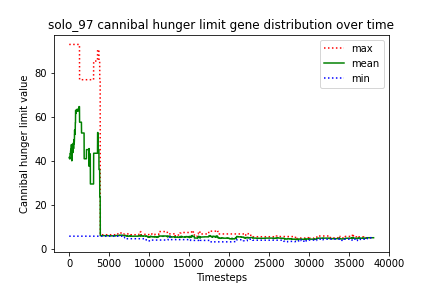 solo_97 cannibal hunger limit gene distribution over time
max
mean
min
Cannibal hunger limit value
80
60
40
20
0
0 5000 10000 15000 20000 25000 30000 35000 40000
Timesteps